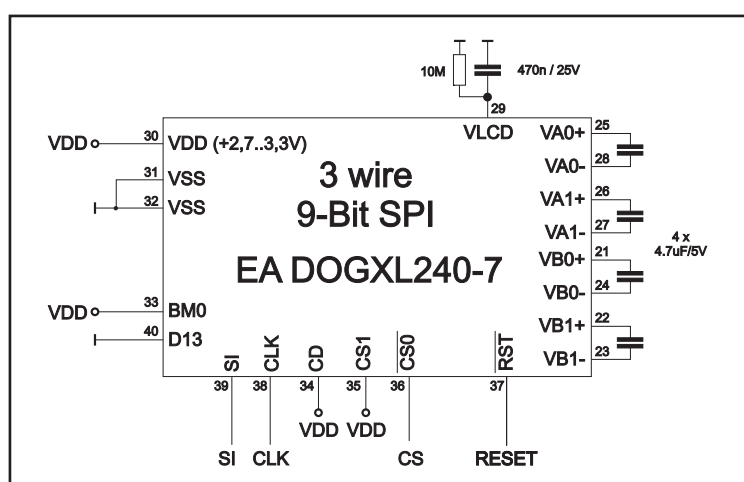 10M
470n / 25V
29
VLCD
VDD
30
VDD (+2,7..3,3V)
31
VSS
32
VSS
3 wire
9-Bit SPI
EA DOGXL240-7
VA0+
25
VA0-
28
VA1+
26
VA1-
27
VB0+
21
VB0-
24
VB1+
22
VB1-
23
4 x
4.7uF/5V
VDD
33
BM0
40
D13
SI
CLK
CD
CS1
CS0
RST
39
38
34
35
36
37
VDD
VDD
SI
CLK
CS
RESET